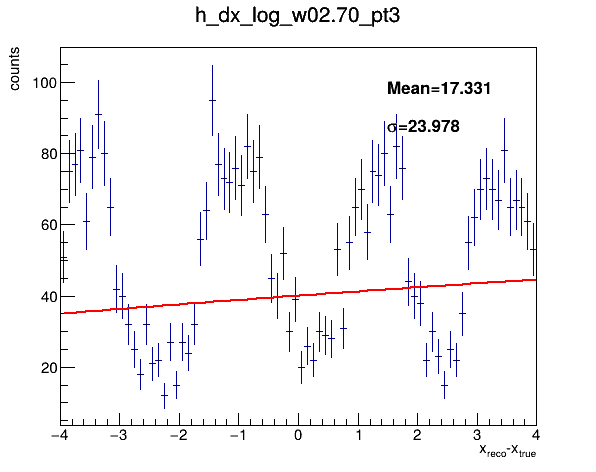 h_dx_log_w02.70_pt3
counts
Mean=17.331
σ=23.978
100
80
60
40
20
−4 −3 −2 −1 0 1 2 3 4
x_reco-x_true